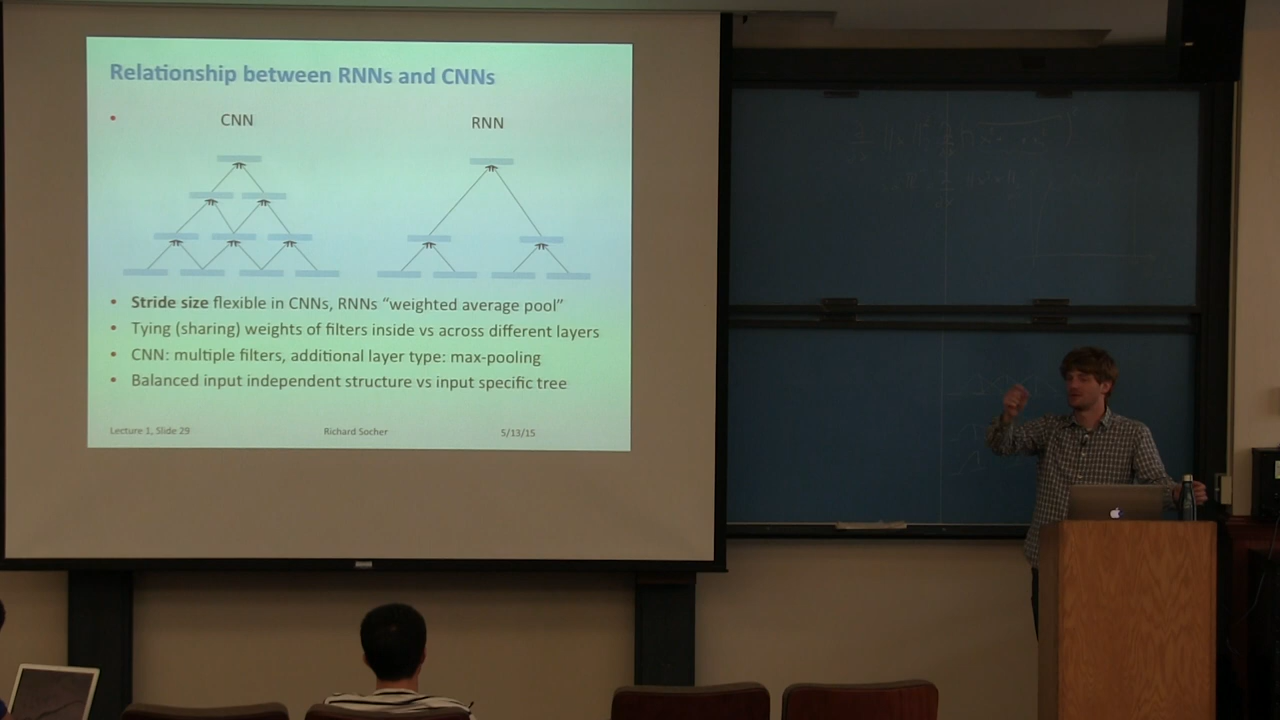 Relationship between RNNs and CNNs
•
CNN
RNN
• Stride size flexible in CNNs, RNNs “weighted average pool”
• Tying (sharing) weights of filters inside vs across different layers
• CNN: multiple filters, additional layer type: max-pooling
• Balanced input independent structure vs input specific tree
Lecture 1, Slide 29
Richard Socher
5/13/15